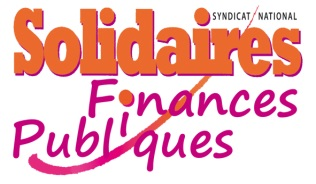 SYNDICAT NATIONAL
Solidaires
Finances
Publiques